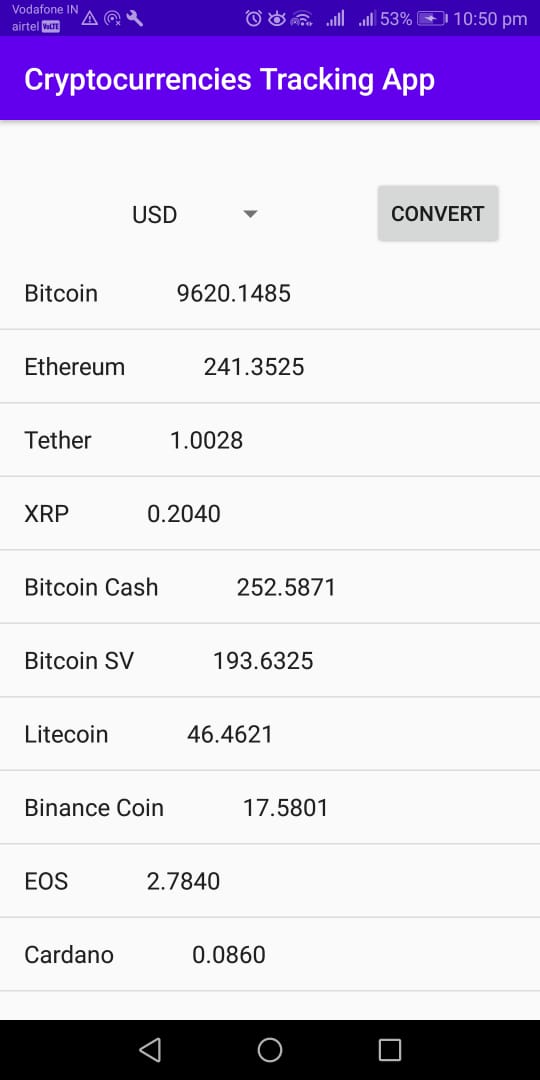 Vodafone IN
airtel VoLTE
53% 10:50 pm
Cryptocurrencies Tracking App
USD CONVERT
Bitcoin 9620.1485
Ethereum 241.3525
Tether 1.0028
XRP 0.2040
Bitcoin Cash 252.5871
Bitcoin SV 193.6325
Litecoin 46.4621
Binance Coin 17.5801
EOS 2.7840
Cardano 0.0860